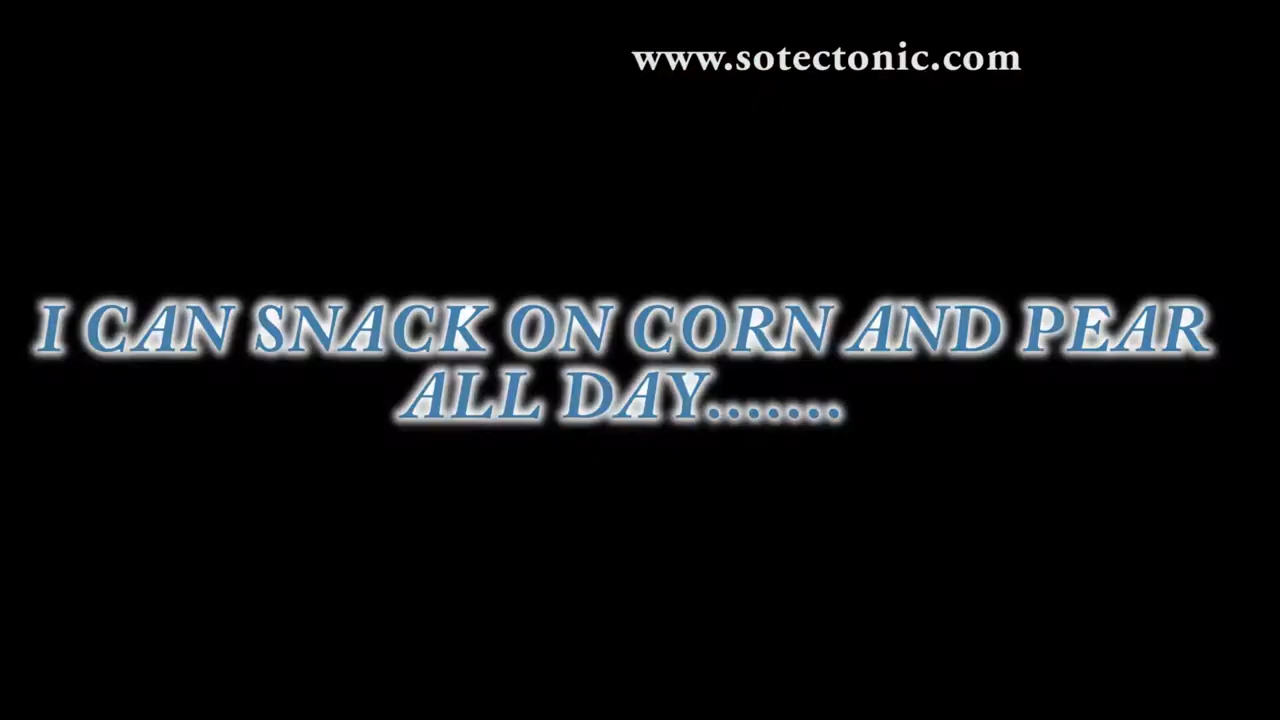 www.sotectonic.com
I CAN SNACK ON CORN AND PEAR
ALL DAY.......